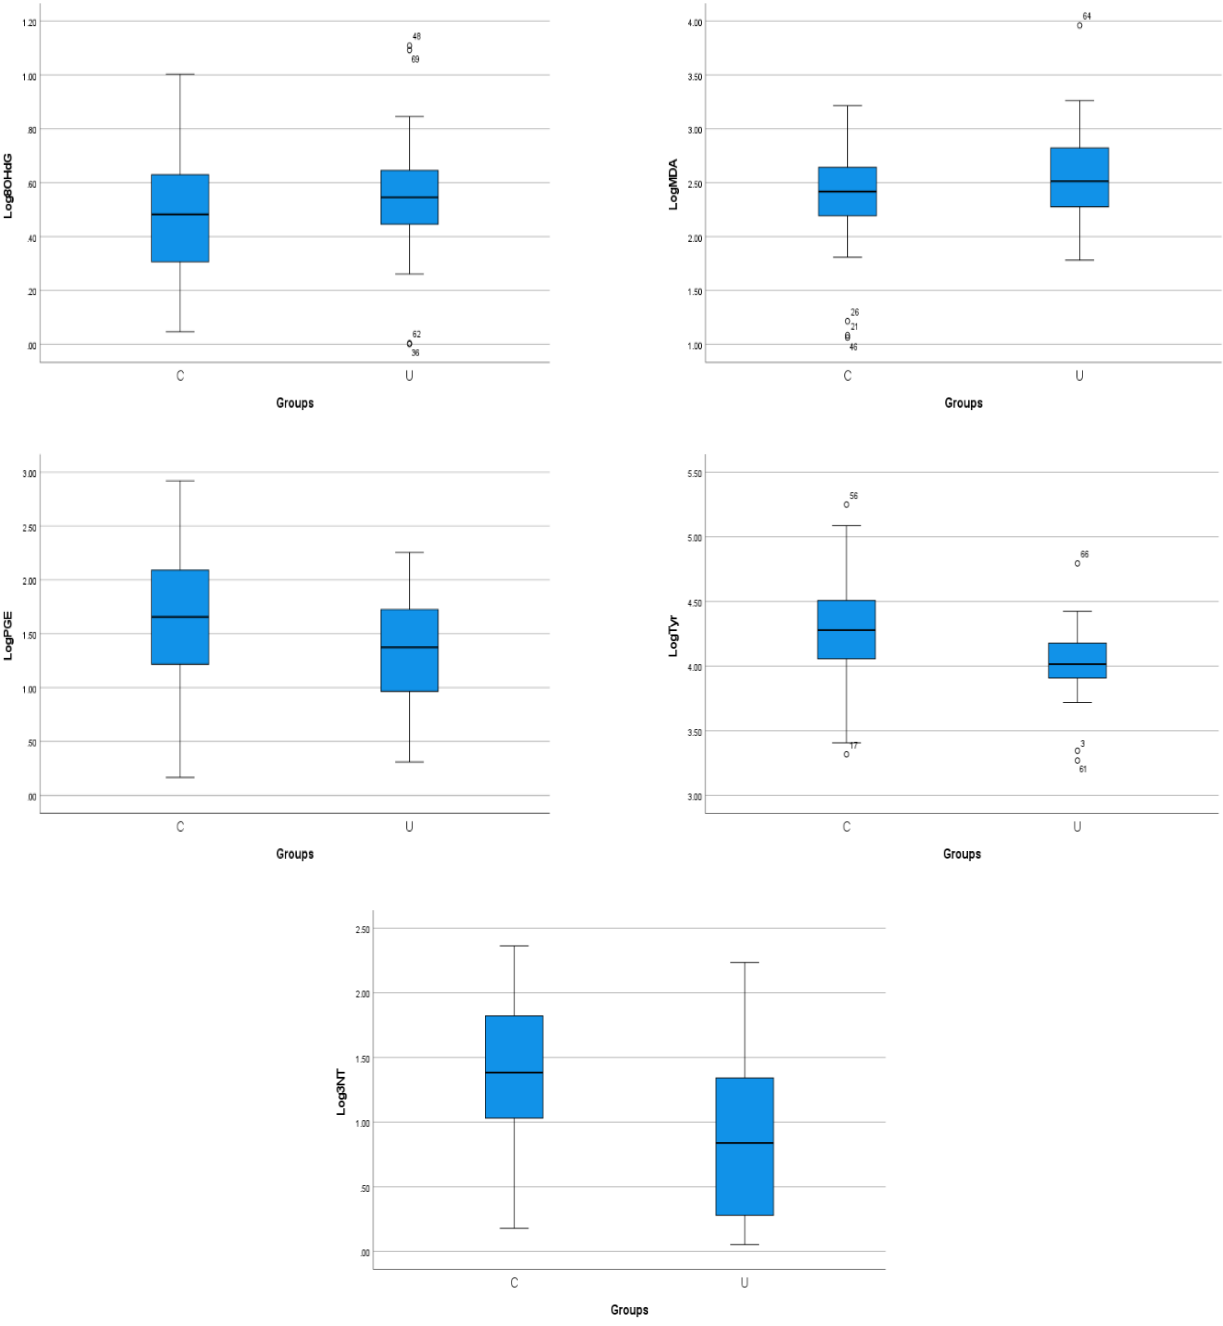 1.20
1.00
.80
.60
.40
.20
.00
Log8OHdG
48
69
62
36
C
U
Groups
4.00
3.50
3.00
2.50
2.00
1.50
1.00
LogMDA
64
26
21
46
C
U
Groups
3.00
2.50
2.00
1.50
1.00
.50
.00
LogPGE
C
U
Groups
5.50
5.00
4.50
4.00
3.50
3.00
LogTyr
56
17
66
3
61
C
U
Groups
2.50
2.00
1.50
1.00
.50
.00
Log3NT
C
U
Groups